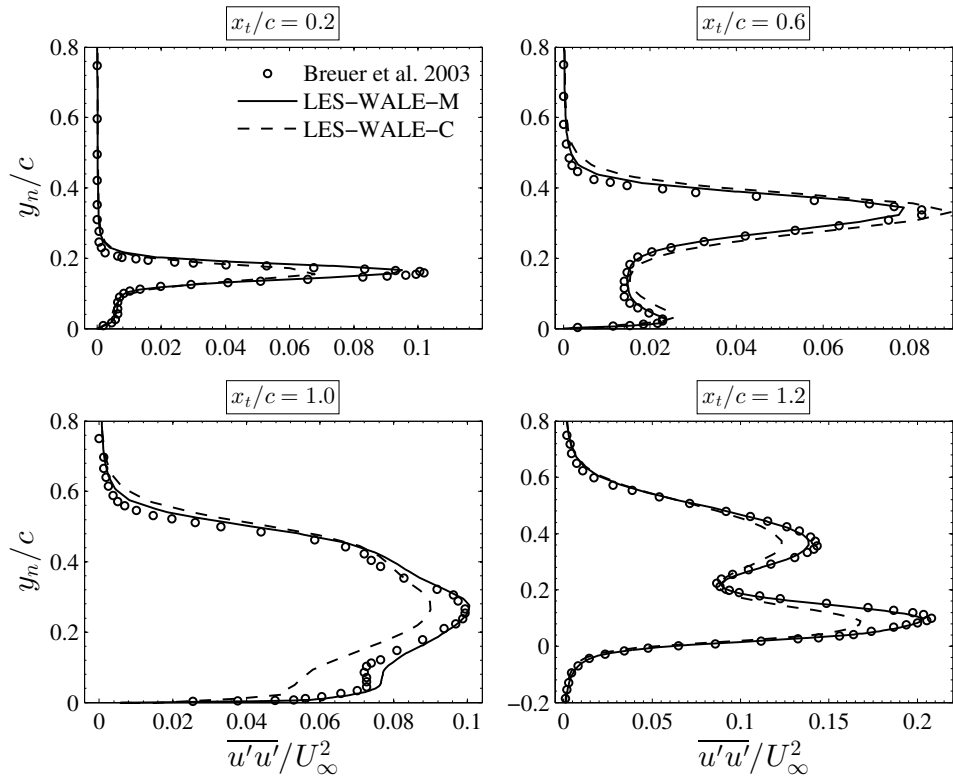 x_t/c = 0.2
x_t/c = 0.6
0.8
0.6
0.4
0.2
0
y_n/c
Breuer et al. 2003
LES−WALE−M
LES−WALE−C
0 0.02 0.04 0.06 0.08 0.1
0.8
0.6
0.4
0.2
0
0 0.02 0.04 0.06 0.08
x_t/c = 1.0
x_t/c = 1.2
0.8
0.6
0.4
0.2
0
y_n/c
0 0.02 0.04 0.06 0.08 0.1
\overline{u'u'}/U_∞^2
0.8
0.6
0.4
0.2
0
−0.2
0 0.05 0.1 0.15 0.2
\overline{u'u'}/U_∞^2